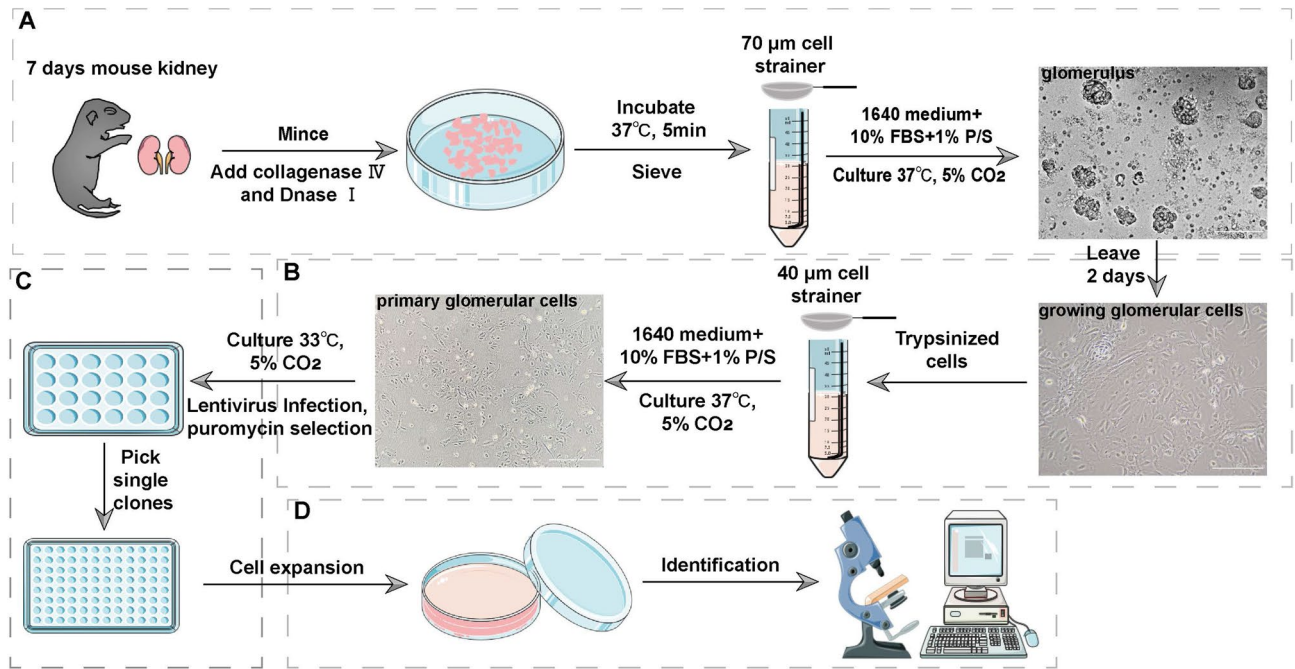 A
7 days mouse kidney
Mince
Add collagenase Ⅳ
and Dnase Ⅰ
Incubate
37℃, 5min
Sieve
70 μm cell
strainer
1640 medium+
10% FBS+1% P/S
Culture 37℃, 5% CO2
glomerulus
Leave
2 days
B
growing glomerular cells
Trypsinized
cells
40 μm cell
strainer
1640 medium+
10% FBS+1% P/S
Culture 37℃,
5% CO2
primary glomerular cells
C
Culture 33℃,
5% CO2
Lentivirus Infection,
puromycin selection
Pick
single
clones
D
Cell expansion
Identification